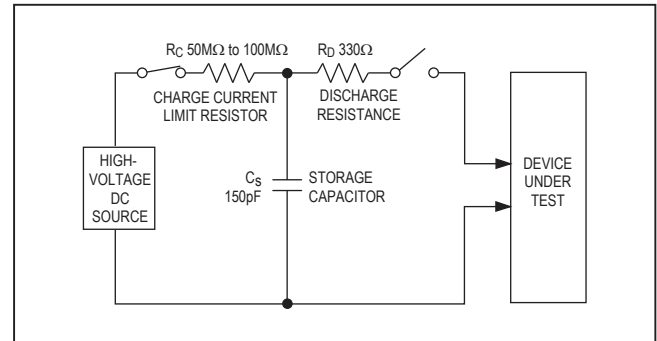 RC 50MΩ to 100MΩ
RD 330Ω
CHARGE CURRENT
LIMIT RESISTOR
DISCHARGE
RESISTANCE
HIGH-
VOLTAGE
DC
SOURCE
CS
150pF
STORAGE
CAPACITOR
DEVICE
UNDER
TEST